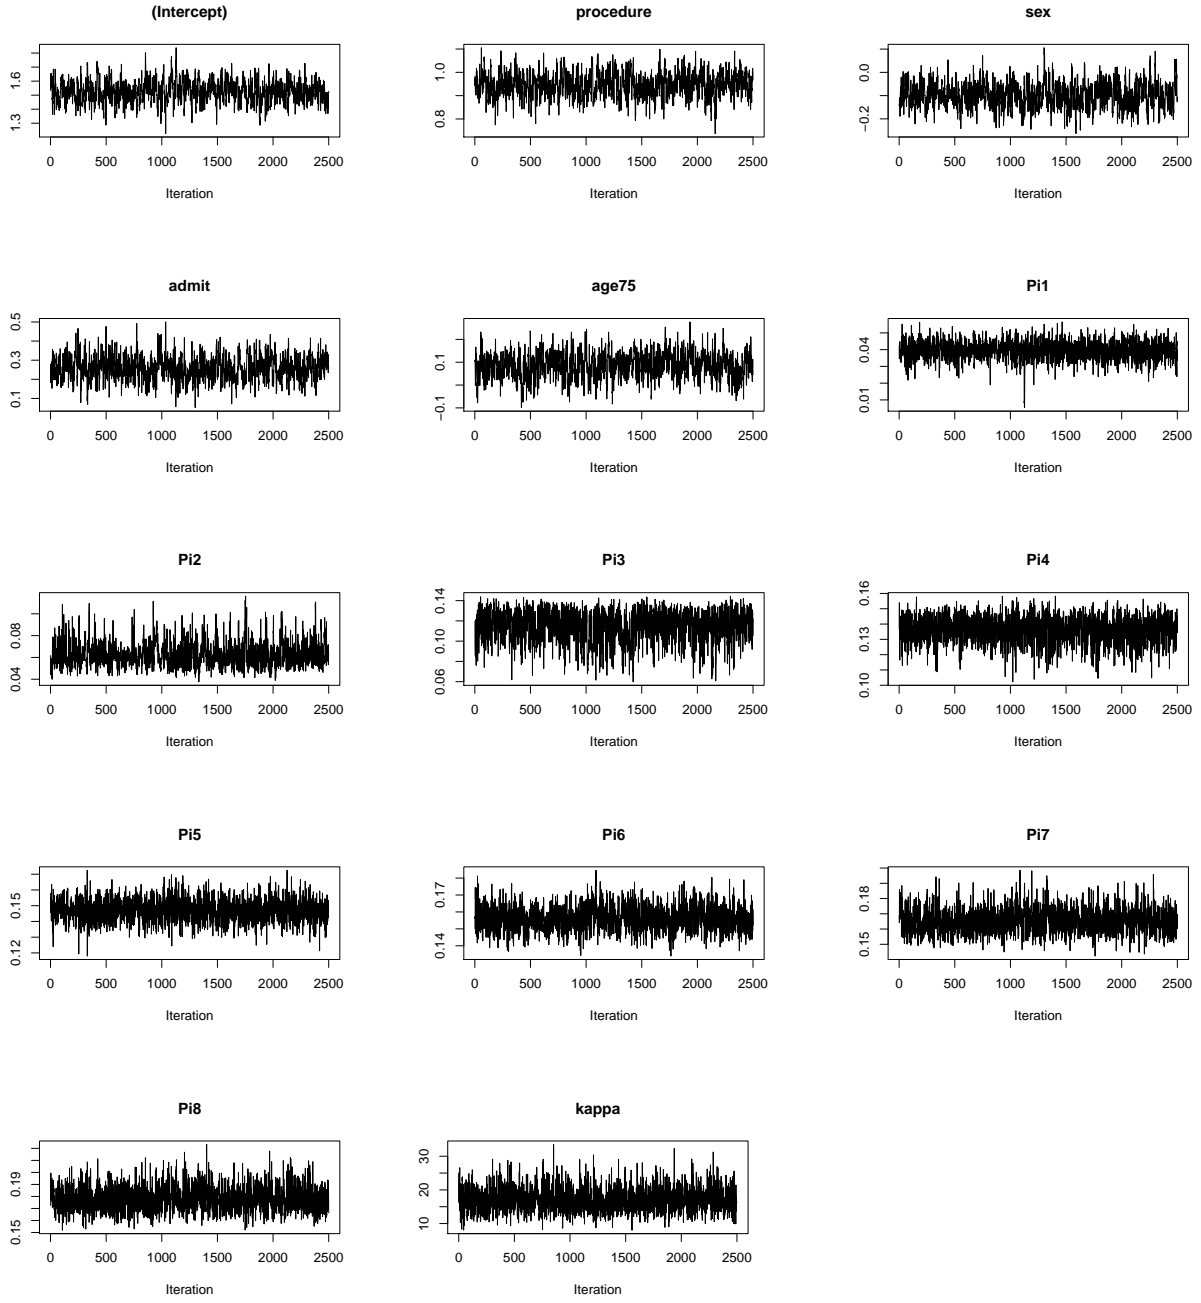 (Intercept) procedure sex
1.3 1.6 0.8 1.0 −0.2 0.0
0 500 1000 1500 2000 2500 0 500 1000 1500 2000 2500 0 500 1000 1500 2000 2500
Iteration Iteration Iteration
admit age75 Pi1
0.1 0.3 0.5 −0.1 0.1 0.01 0.04
0 500 1000 1500 2000 2500 0 500 1000 1500 2000 2500 0 500 1000 1500 2000 2500
Iteration Iteration Iteration
Pi2 Pi3 Pi4
0.04 0.08 0.06 0.10 0.14 0.10 0.13 0.16
0 500 1000 1500 2000 2500 0 500 1000 1500 2000 2500 0 500 1000 1500 2000 2500
Iteration Iteration Iteration
Pi5 Pi6 Pi7
0.12 0.15 0.14 0.17 0.15 0.18
0 500 1000 1500 2000 2500 0 500 1000 1500 2000 2500 0 500 1000 1500 2000 2500
Iteration Iteration Iteration
Pi8 kappa
0.15 0.19 10 20 30
0 500 1000 1500 2000 2500 0 500 1000 1500 2000 2500
Iteration Iteration